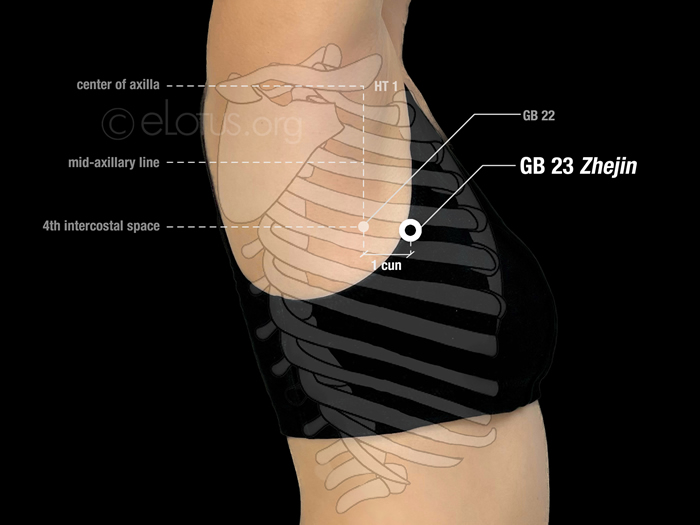 center of axilla
HT 1
© eLotus.org
GB 22
mid-axillary line
GB 23 Zhejin
4th intercostal space
1 cun